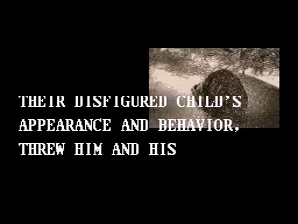 THEIR DISFIGURED CHILD'S
APPEARANCE AND BEHAVIOR,
THREW HIM AND HIS